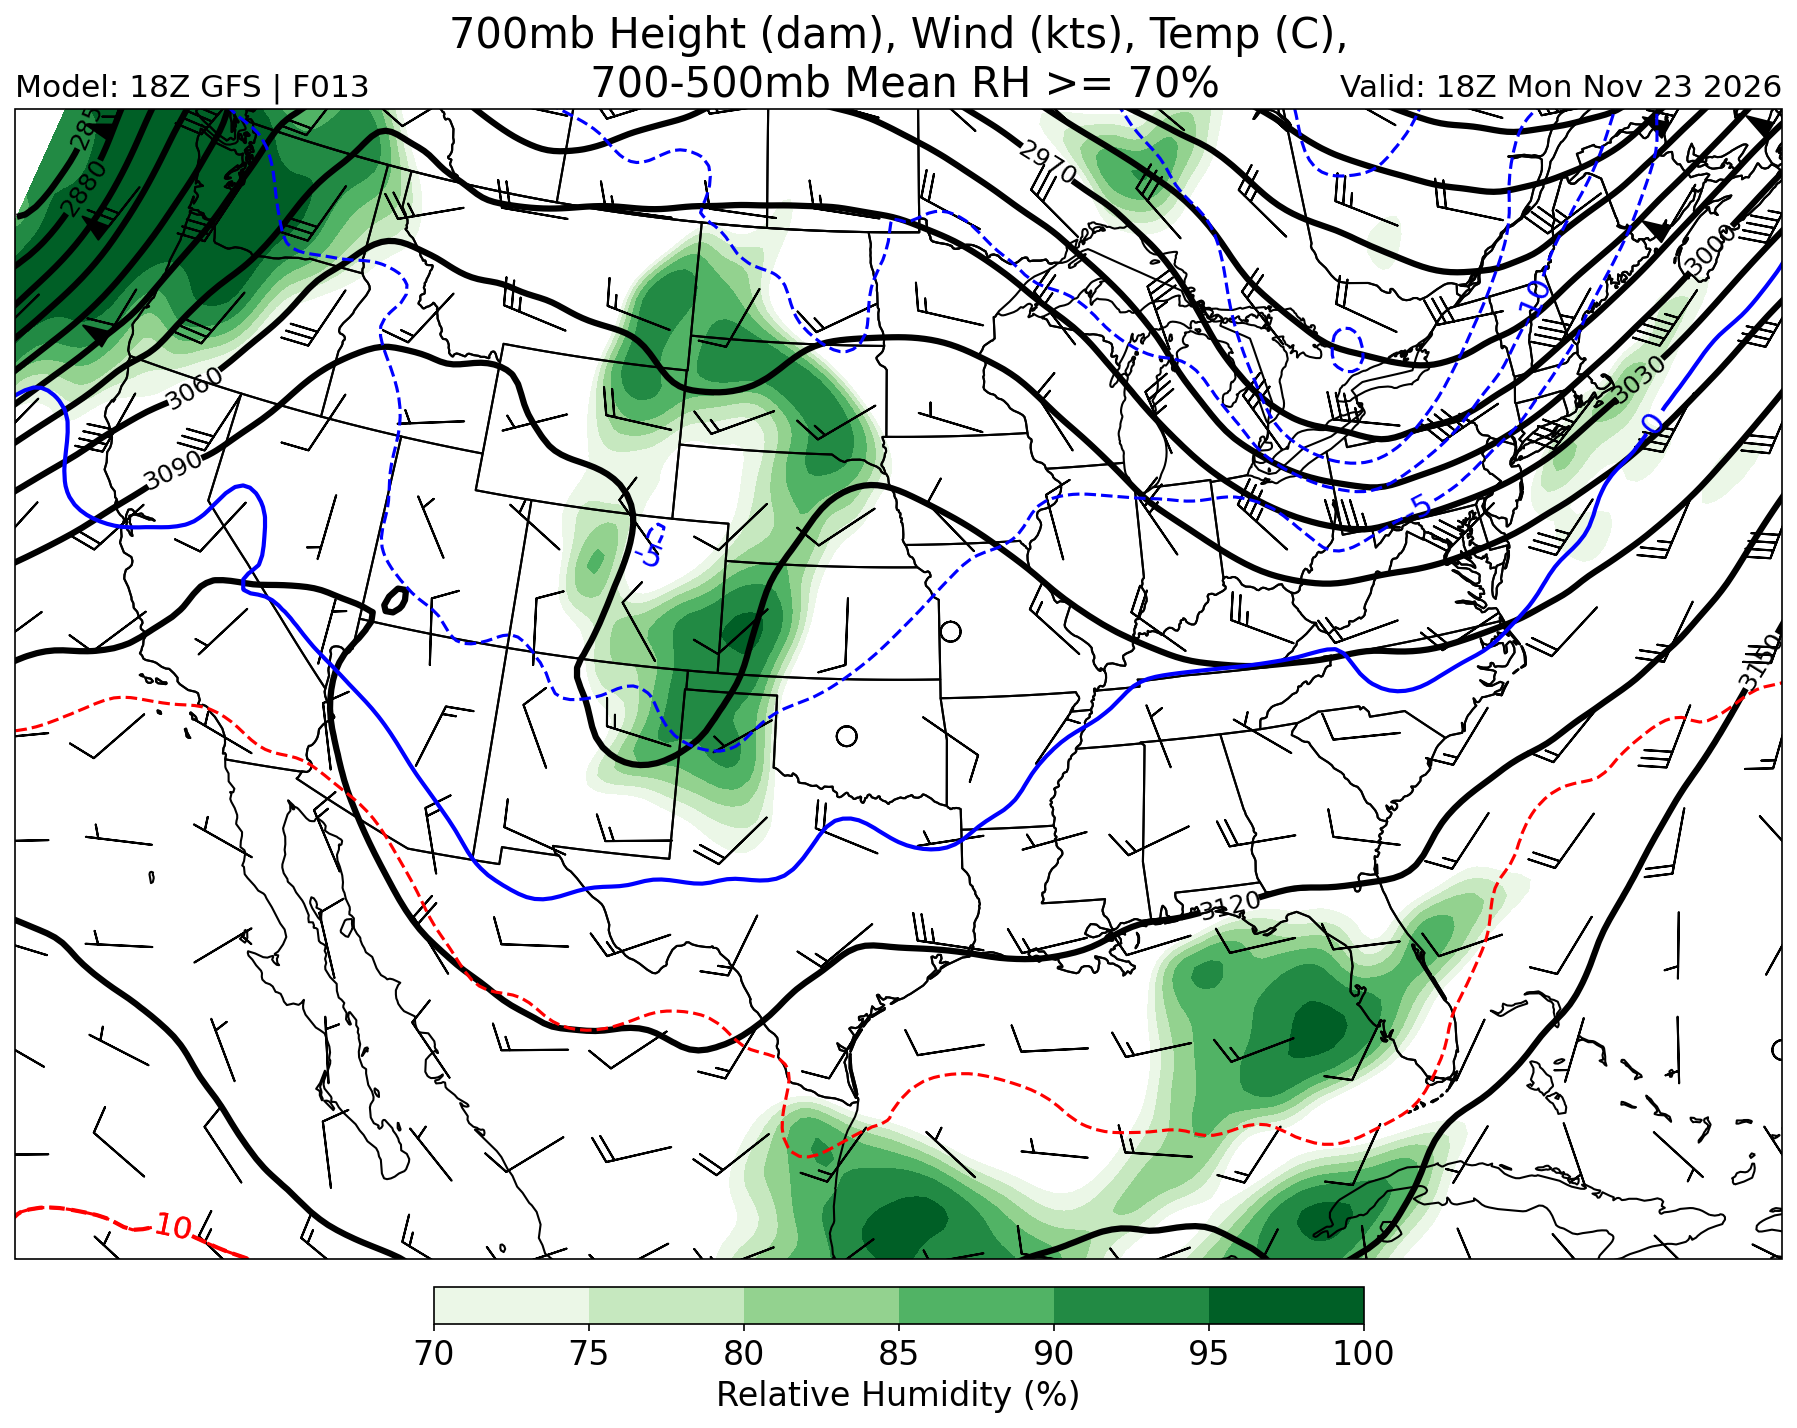 700mb Height (dam), Wind (kts), Temp (C),
700-500mb Mean RH >= 70%
Model: 18Z GFS | F013
Valid: 18Z Mon Nov 23 2026
2880
2970
3000
10
3060
3030
0
3090
-5
-5
3150
3120
10
70 75 80 85 90 95 100
Relative Humidity (%)